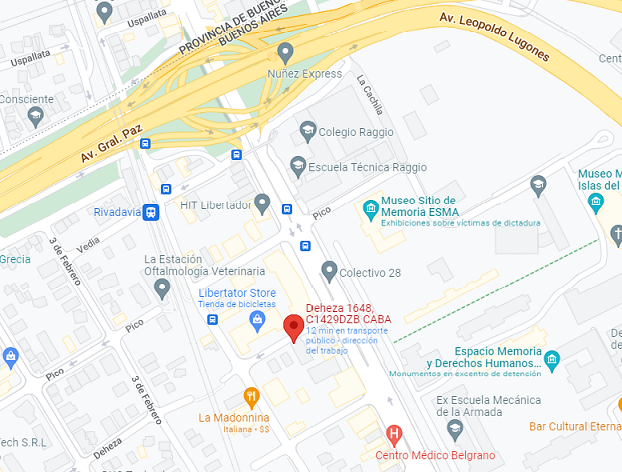 Uspallata
Uspallata
PROVINCIA DE BUENOS
BUENOS AIRES
Av. Leopoldo Lugones
Nuñez Express
La Cachila
Consciente
Av. Gral. Paz
Colegio Raggio
Escuela Técnica Raggio
Museo Sitio de
Memoria ESMA
Exhibiciones sobre víctimas de dictadura
Museo M
Islas del
HIT Libertador
Pico
Rivadavia
Vedia
3 de Febrero
Grecia
La Estación
Oftalmología Veterinaria
Colectivo 28
Libertator Store
Tienda de bicicletas
Deheza 1648,
C1429DZB CABA
12 min en transporte
público - dirección
del trabajo
Pico
Pico
3 de Febrero
Espacio Memoria
y Derechos Humanos...
Monumentos en excentro de detención
La Madonnina
Italiana • $$
Ex Escuela Mecánica
de la Armada
Bar Cultural Eterna
Tech S.R.L
Deheza
Centro Médico Belgrano